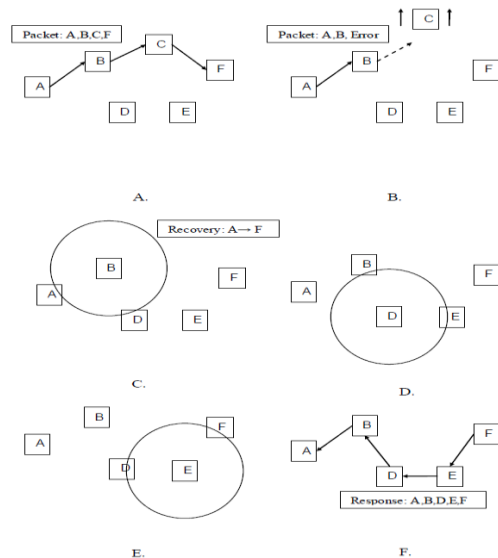 Packet: A,B,C,F
A
B
C
F
D
E
A.
Packet: A,B, Error
A
B
C
F
D
E
B.
Recovery: A→ F
A
B
D
E
F
C.
A
B
D
E
F
D.
A
B
D
E
F
E.
A
B
D
E
F
Response: A,B,D,E,F
F.